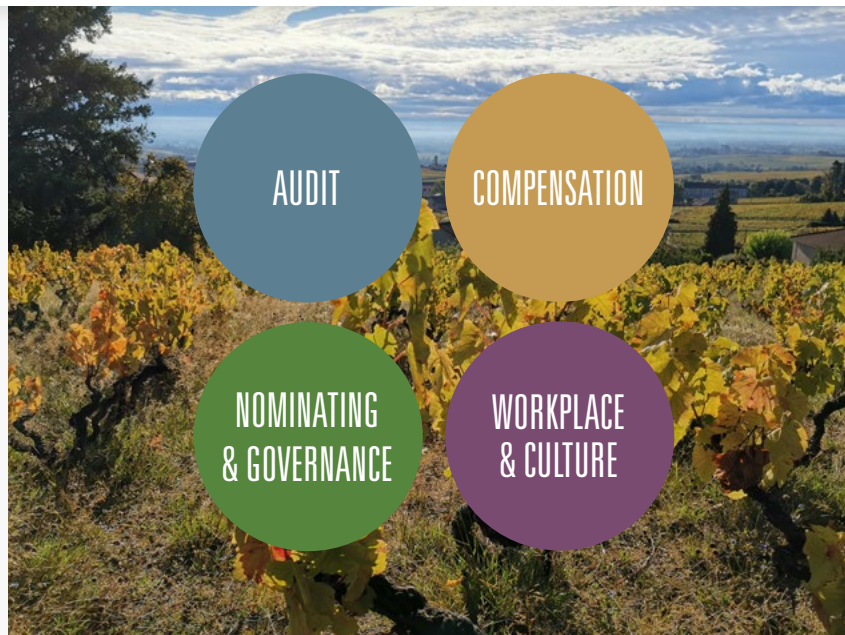 AUDIT
COMPENSATION
NOMINATING
& GOVERNANCE
WORKPLACE
& CULTURE